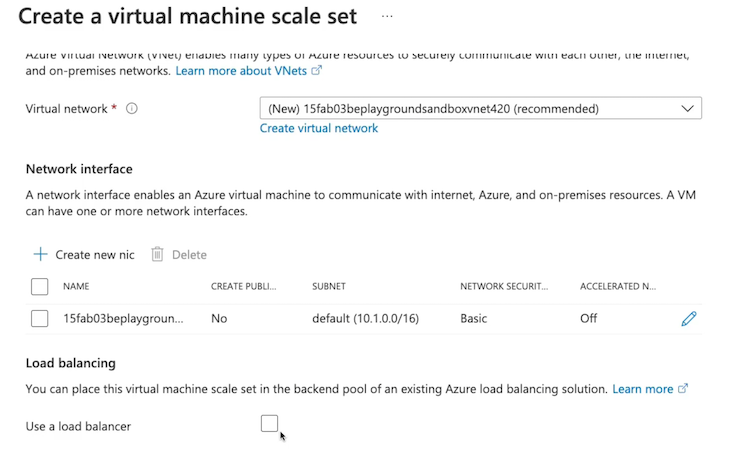 Create a virtual machine scale set ...
Azure Virtual Network (VNet) enables many types of Azure resources to securely communicate with each other, the internet,
and on-premises networks. Learn more about VNets
Virtual network *
(New) 15fab03beplaygroundsandboxvnet420 (recommended)
Create virtual network
Network interface
A network interface enables an Azure virtual machine to communicate with internet, Azure, and on-premises resources. A VM
can have one or more network interfaces.
+ Create new nic Delete
NAME CREATE PUBLI... SUBNET NETWORK SECURIT... ACCELERATED N...
15fab03beplaygroun... No default (10.1.0.0/16) Basic Off
Load balancing
You can place this virtual machine scale set in the backend pool of an existing Azure load balancing solution. Learn more
Use a load balancer